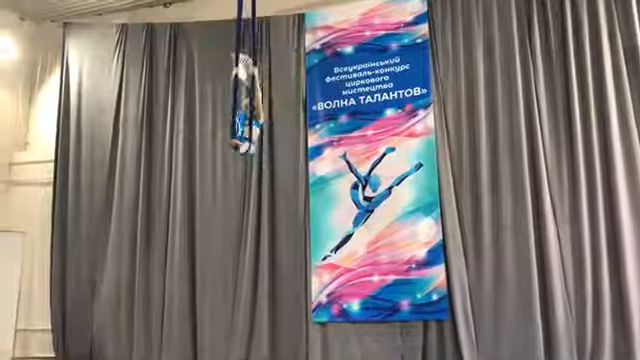 Всеукраїнський
фестиваль-конкурс
циркового
мистецтва
«ВОЛНА ТАЛАНТОВ»